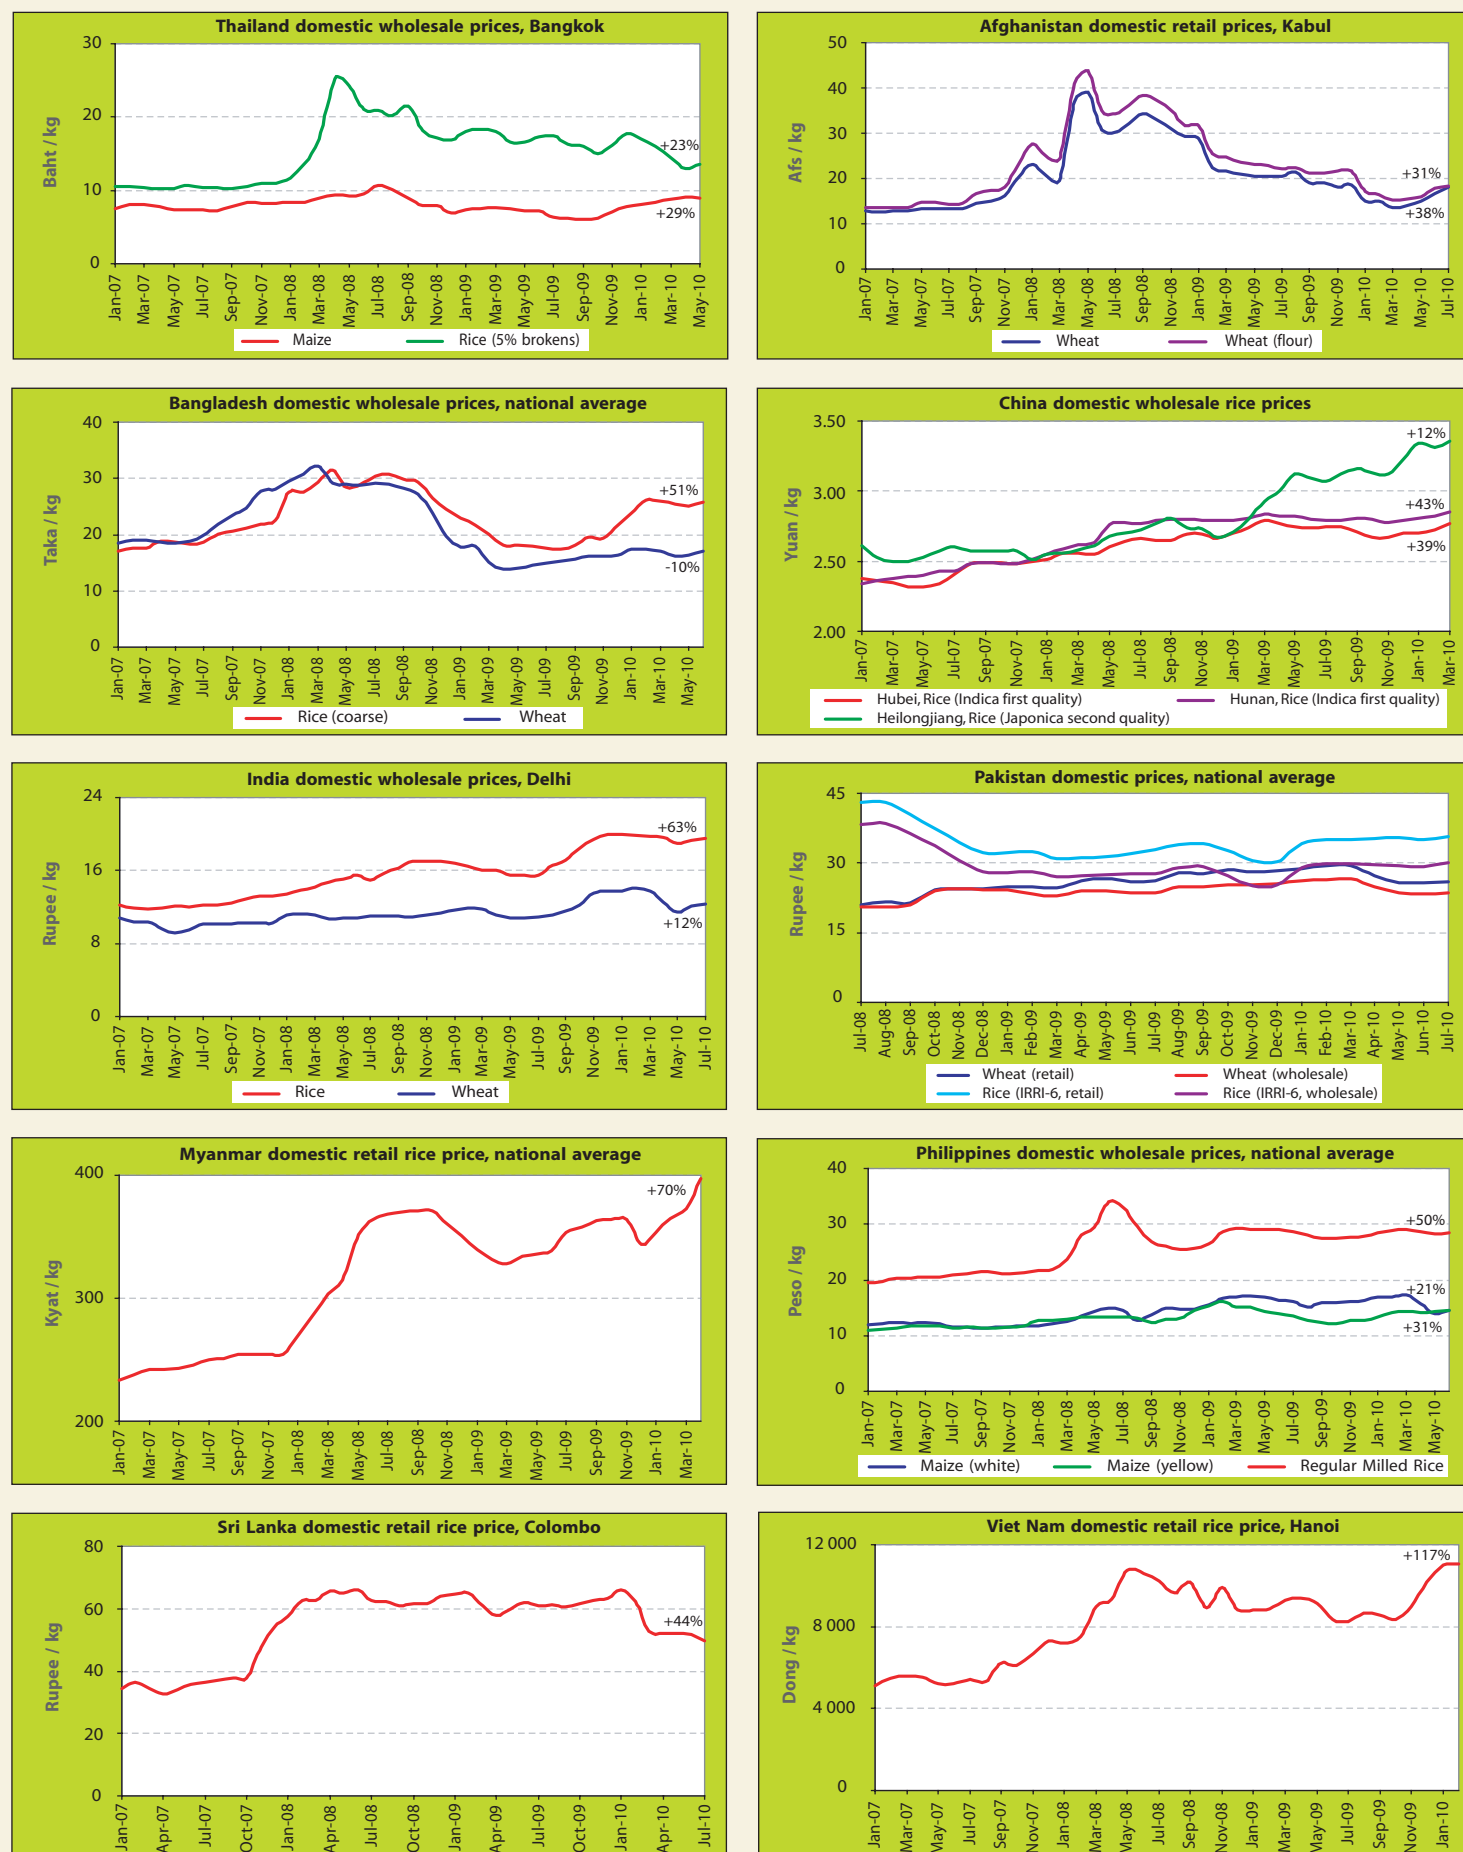 Thailand domestic wholesale prices, Bangkok
30
20
10
0
Baht / kg
+23%
+29%
Jan-07
Mar-07
May-07
Jul-07
Sep-07
Nov-07
Jan-08
Mar-08
May-08
Jul-08
Sep-08
Nov-08
Jan-09
Mar-09
May-09
Jul-09
Sep-09
Nov-09
Jan-10
Mar-10
May-10
Maize Rice (5% brokens)
Afghanistan domestic retail prices, Kabul
50
40
30
20
10
0
Afs / kg
+31%
+38%
Jan-07
Mar-07
May-07
Jul-07
Sep-07
Nov-07
Jan-08
Mar-08
May-08
Sep-08
Nov-08
Jan-09
Mar-09
May-09
Jul-09
Sep-09
Nov-09
Jan-10
Mar-10
May-10
Jul-10
Wheat Wheat (flour)
Bangladesh domestic wholesale prices, national average
40
30
20
10
0
Taka / kg
+51%
-10%
Jan-07
Mar-07
May-07
Jul-07
Sep-07
Nov-07
Jan-08
Mar-08
May-08
Jul-08
Sep-08
Nov-08
Jan-09
Mar-09
May-09
Jul-09
Sep-09
Nov-09
Jan-10
Mar-10
May-10
Rice (coarse) Wheat
China domestic wholesale rice prices
3.50
3.00
2.50
2.00
Yuan / kg
+12%
+43%
+39%
Jan-07
Mar-07
May-07
Jul-07
Sep-07
Nov-07
Jan-08
Mar-08
May-08
Jul-08
Sep-08
Nov-08
Jan-09
Mar-09
May-09
Jul-09
Sep-09
Nov-09
Jan-10
Mar-10
Hubei, Rice (Indica first quality) Hunan, Rice (Indica first quality)
Heilongjiang, Rice (Japonica second quality)
India domestic wholesale prices, Delhi
24
16
8
0
Rupee / kg
+63%
+12%
Jan-07
Mar-07
May-07
Jul-07
Sep-07
Nov-07
Jan-08
Mar-08
May-08
Jul-08
Sep-08
Nov-08
Jan-09
Mar-09
May-09
Jul-09
Sep-09
Nov-09
Jan-10
Mar-10
May-10
Jul-10
Rice Wheat
Pakistan domestic prices, national average
45
30
15
0
Rupee / kg
Jul-08
Aug-08
Sep-08
Oct-08
Nov-08
Dec-08
Jan-09
Feb-09
Mar-09
Apr-09
May-09
Jun-09
Jul-09
Aug-09
Sep-09
Oct-09
Nov-09
Dec-09
Jan-10
Feb-10
Mar-10
Apr-10
May-10
Jun-10
Jul-10
Wheat (retail) Wheat (wholesale)
Rice (IRRI-6, retail) Rice (IRRI-6, wholesale)
Myanmar domestic retail rice price, national average
400
300
200
Kyat / kg
+70%
Jan-07
Mar-07
May-07
Jul-07
Sep-07
Nov-07
Jan-08
Mar-08
May-08
Jul-08
Sep-08
Nov-08
Jan-09
Mar-09
May-09
Jul-09
Sep-09
Nov-09
Jan-10
Mar-10
Philippines domestic wholesale prices, national average
40
30
20
10
0
Peso / kg
+50%
+21%
+31%
Jan-07
Mar-07
May-07
Jul-07
Sep-07
Nov-07
Jan-08
Mar-08
May-08
Jul-08
Sep-08
Nov-08
Jan-09
Mar-09
May-09
Jul-09
Sep-09
Nov-09
Jan-10
Mar-10
May-10
Maize (white) Maize (yellow) Regular Milled Rice
Sri Lanka domestic retail rice price, Colombo
80
60
40
20
0
Rupee / kg
+44%
Jan-07
Apr-07
Jul-07
Oct-07
Jan-08
Apr-08
Jul-08
Oct-08
Jan-09
Apr-09
Jul-09
Oct-09
Jan-10
Apr-10
Jul-10
Viet Nam domestic retail rice price, Hanoi
12 000
8 000
4 000
0
Dong / kg
+117%
Jan-07
Mar-07
May-07
Jul-07
Sep-07
Nov-07
Jan-08
Mar-08
May-08
Jul-08
Sep-08
Nov-08
Jan-09
Mar-09
May-09
Jul-09
Sep-09
Nov-09
Jan-10